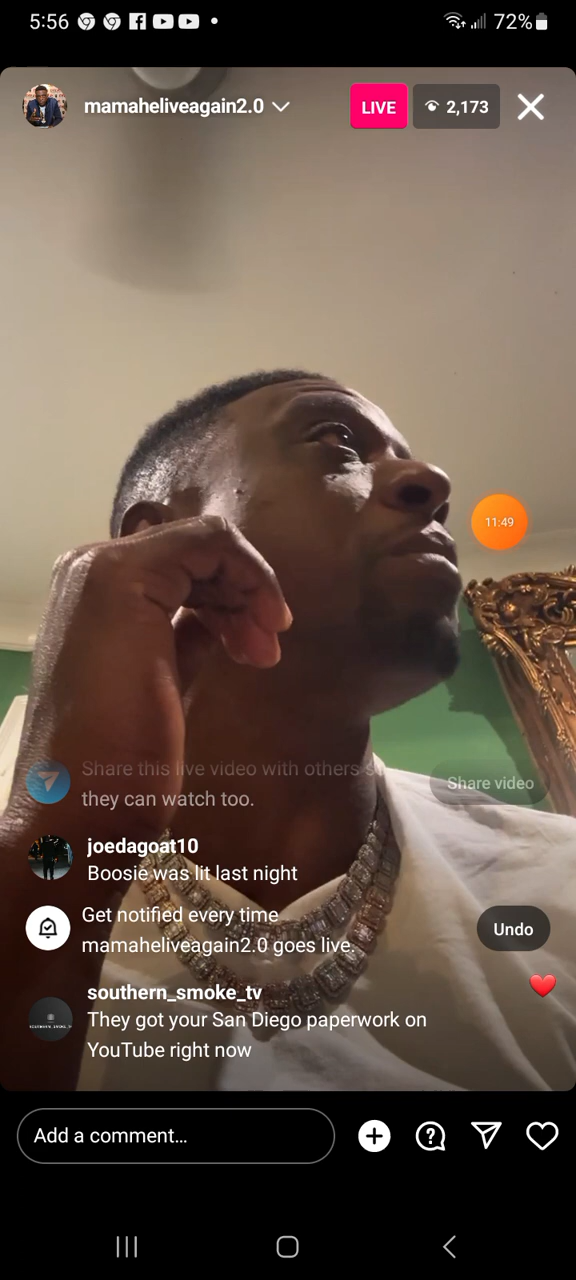 5:56
72%
mamaheliveagain2.0
LIVE
2,173
11:49
Share this live video with others s
they can watch too.
Share video
joedagoat10
Boosie was lit last night
Get notified every time
mamaheliveagain2.0 goes live.
Undo
southern_smoke_tv
They got your San Diego paperwork on
YouTube right now
Add a comment…